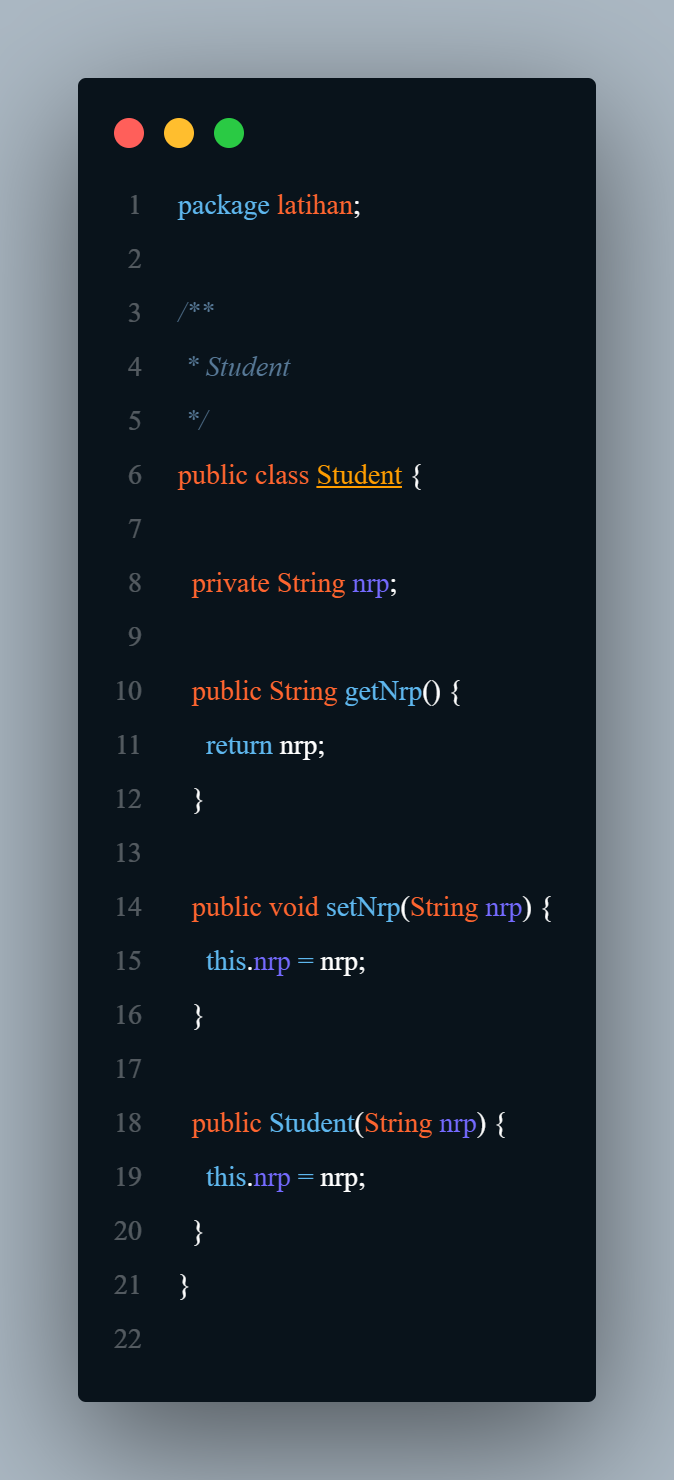 1 package latihan;
2
3 /**
4  * Student
5  */
6 public class Student {
7
8   private String nrp;
9
10   public String getNrp() {
11     return nrp;
12   }
13
14   public void setNrp(String nrp) {
15     this.nrp = nrp;
16   }
17
18   public Student(String nrp) {
19     this.nrp = nrp;
20   }
21 }
22